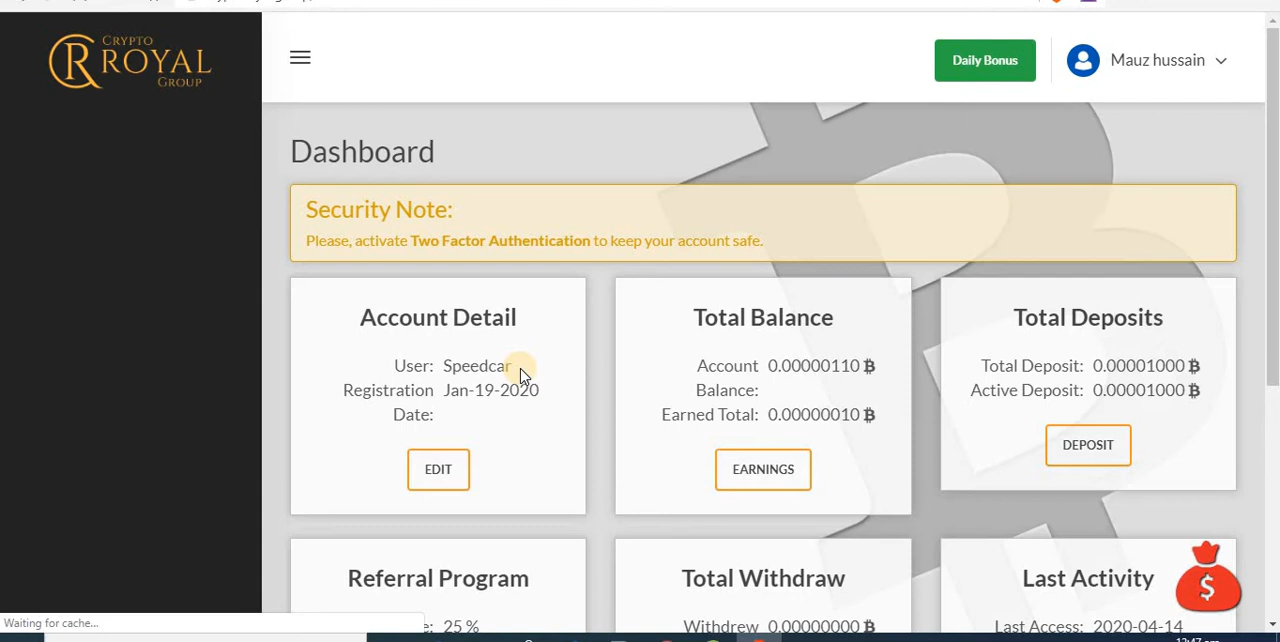 CRYPTO
ROYAL
GROUP
Daily Bonus
Mauz hussain
Dashboard
Security Note:
Please, activate Two Factor Authentication to keep your account safe.
Account Detail
User: Speedcar
Registration Jan-19-2020
Date:
EDIT
Total Balance
Account 0.00000110
Balance:
Earned Total: 0.00000010
EARNINGS
Total Deposits
Total Deposit: 0.00001000
Active Deposit: 0.00001000
DEPOSIT
Referral Program
25 %
Total Withdraw
Withdraw 0.00000000
Last Activity
Last Access: 2020-04-14
$
Waiting for cache...